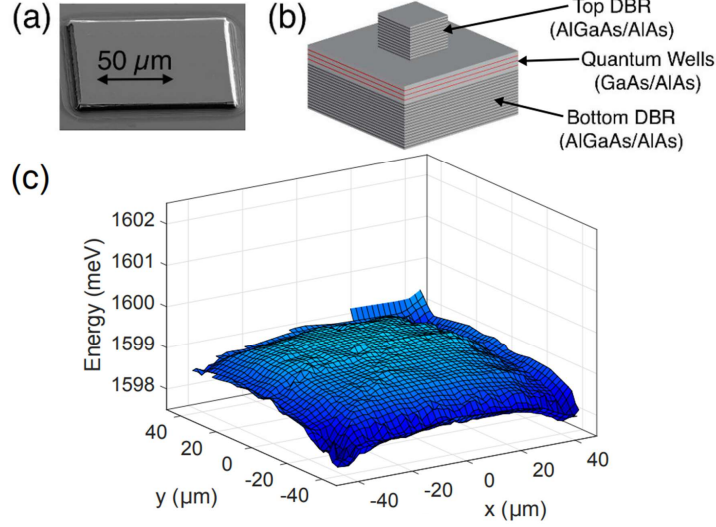 (a)
50 µm
(b)
Top DBR
(AlGaAs/AlAs)
Quantum Wells
(GaAs/AlAs)
Bottom DBR
(AlGaAs/AlAs)
(c)
Energy (meV)
1602
1601
1600
1599
1598
40
20
0
-20
-40
y (µm)
-40
-20
0
20
40
x (µm)